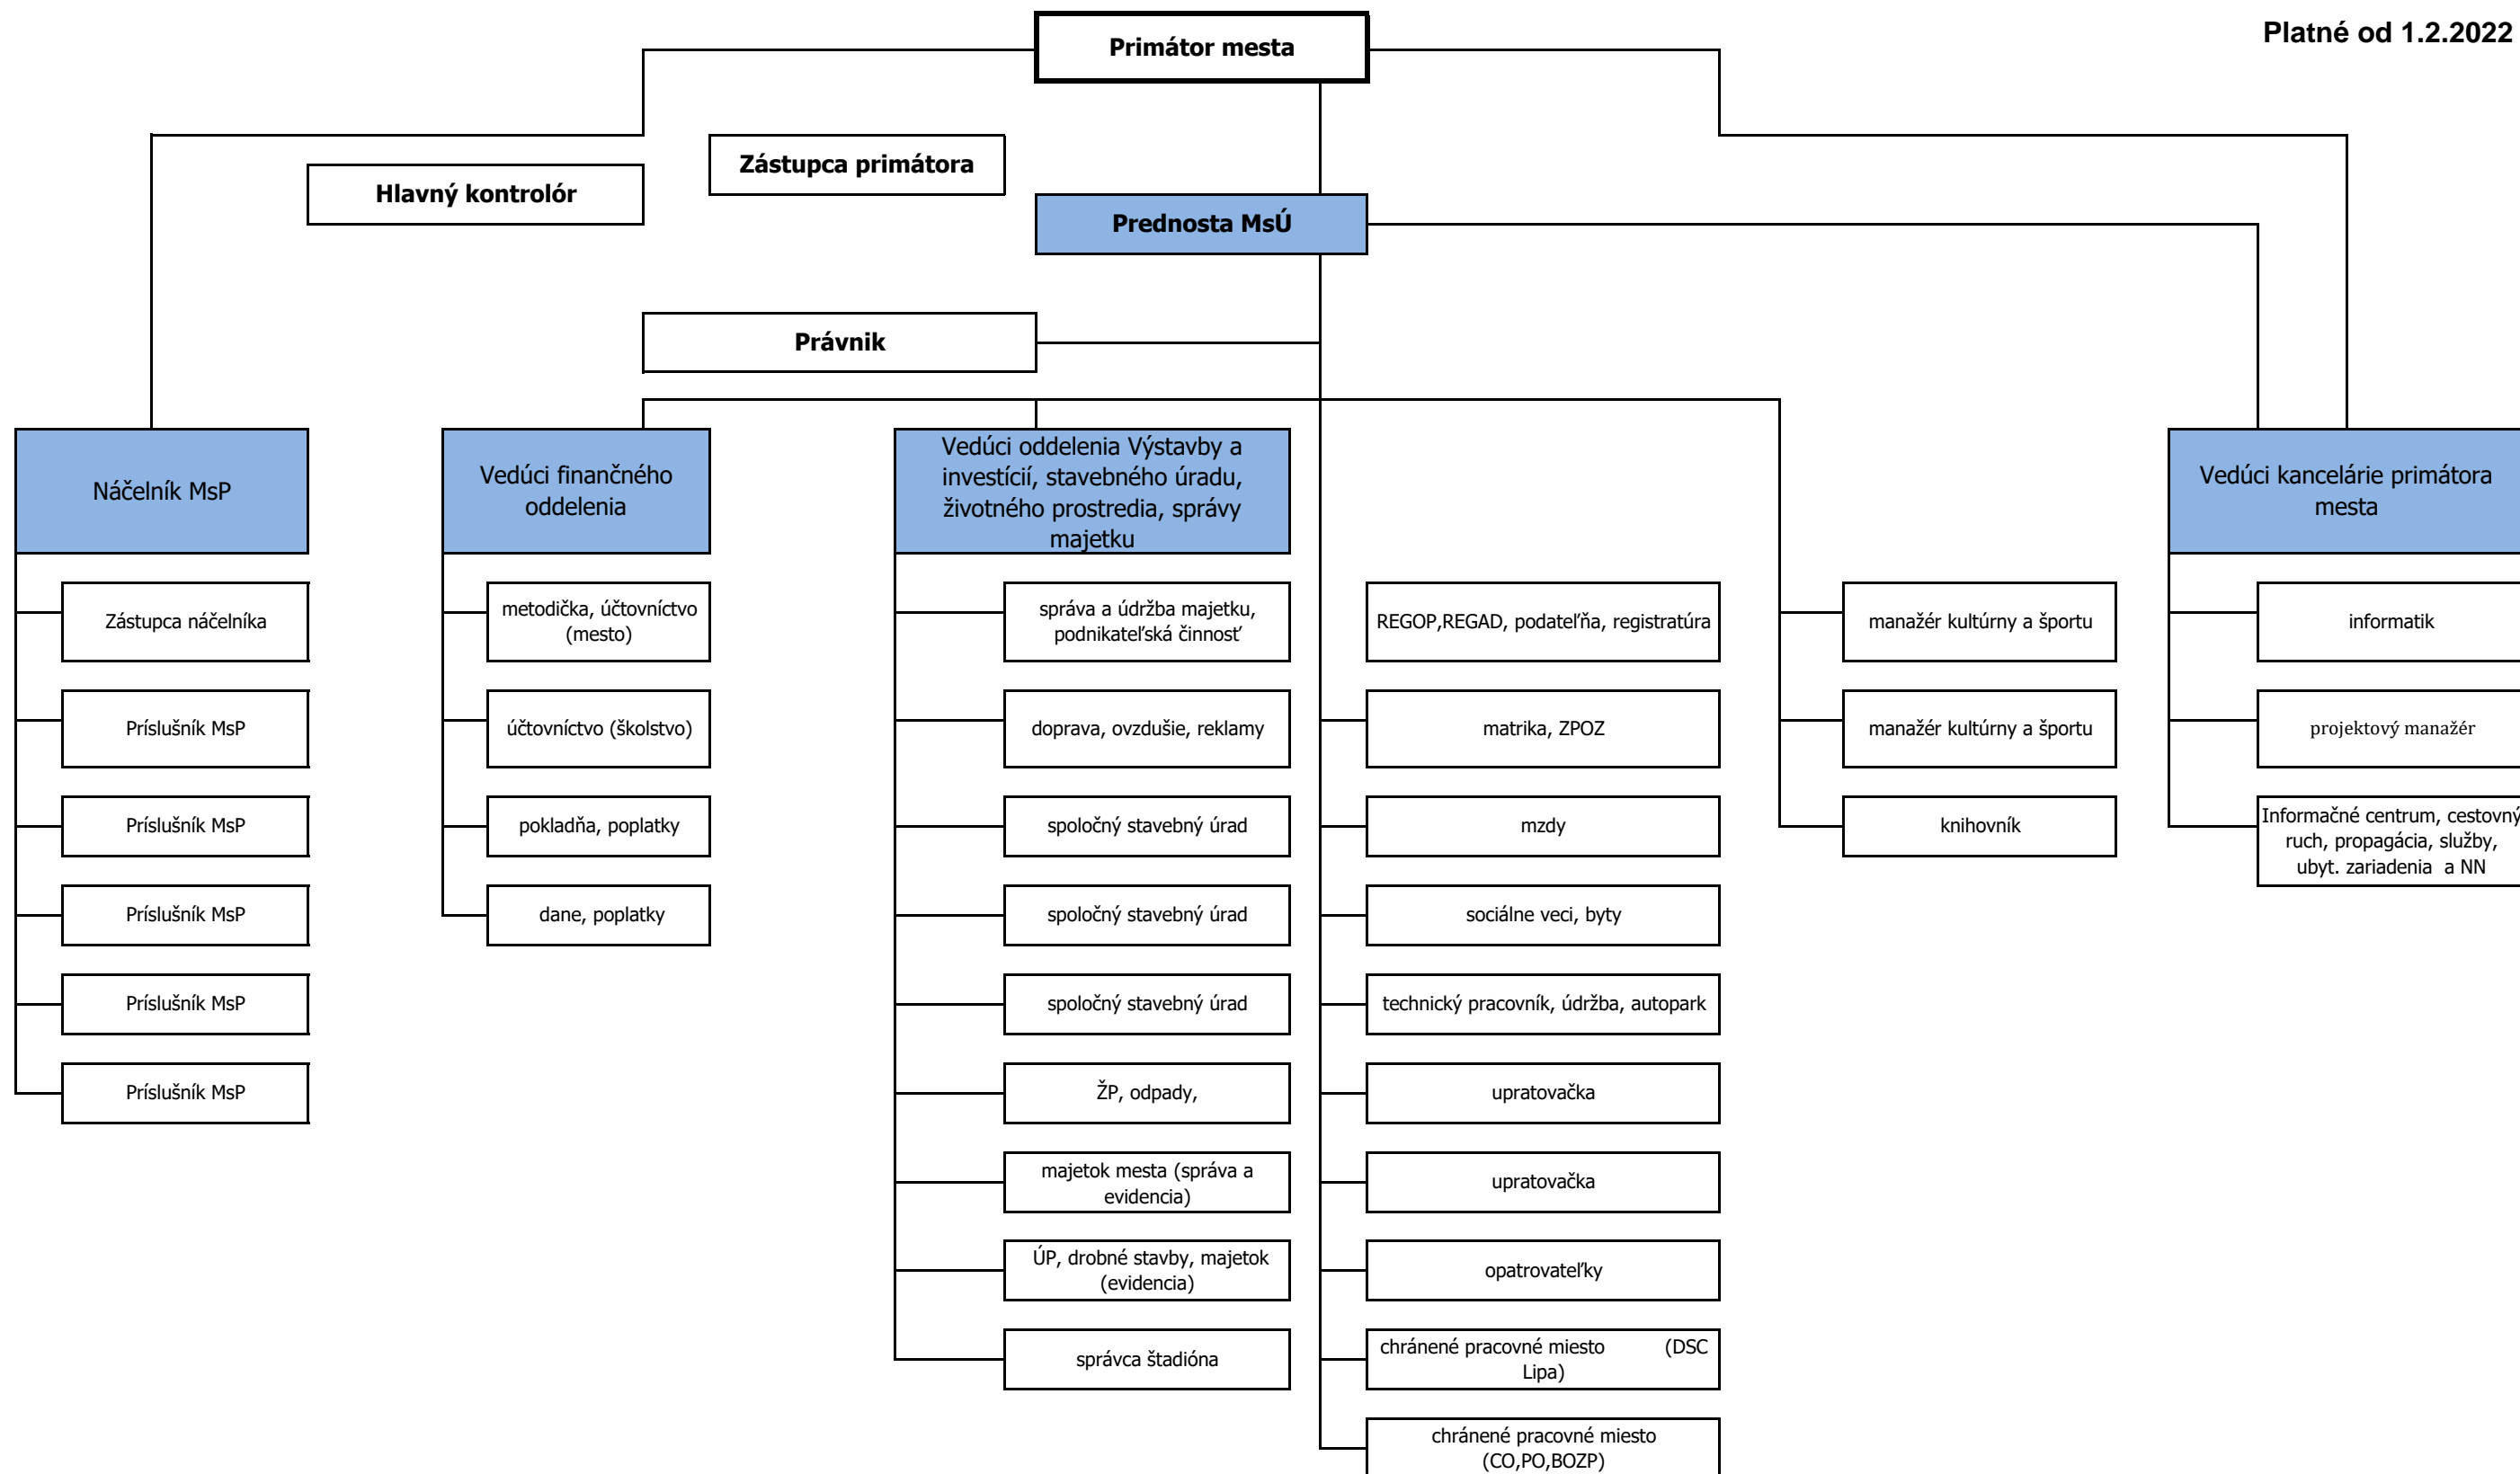 Platné od 1.2.2022
Primátor mesta
Zástupca primátora
Hlavný kontrolór
Prednosta MsÚ
Právnik
Náčelník MsP
Zástupca náčelníka
Príslušník MsP
Príslušník MsP
Príslušník MsP
Príslušník MsP
Príslušník MsP
Vedúci finančného
oddelenia
metodička, účtovníctvo
(mesto)
účtovníctvo (školstvo)
pokladňa, poplatky
dane, poplatky
Vedúci oddelenia Výstavby a
investícií, stavebného úradu,
životného prostredia, správy
majetku
správa a údržba majetku,
podnikateľská činnosť
doprava, ovzdušie, reklamy
spoločný stavebný úrad
spoločný stavebný úrad
spoločný stavebný úrad
ŽP, odpady,
majetok mesta (správa a
evidencia)
ÚP, drobné stavby, majetok
(evidencia)
správca štadióna
REGOP,REGAD, podateľňa, registratúra
matrika, ZPOZ
mzdy
sociálne veci, byty
technický pracovník, údržba, autopark
upratovačka
upratovačka
opatrovateľky
chránené pracovné miesto (DSC
Lipa)
chránené pracovné miesto
(CO,PO,BOZP)
manažér kultúrny a športu
manažér kultúrny a športu
knihovník
Vedúci kancelárie primátora
mesta
informatik
projektový manažér
Informačné centrum, cestovný
ruch, propagácia, služby,
ubyt. zariadenia a NN